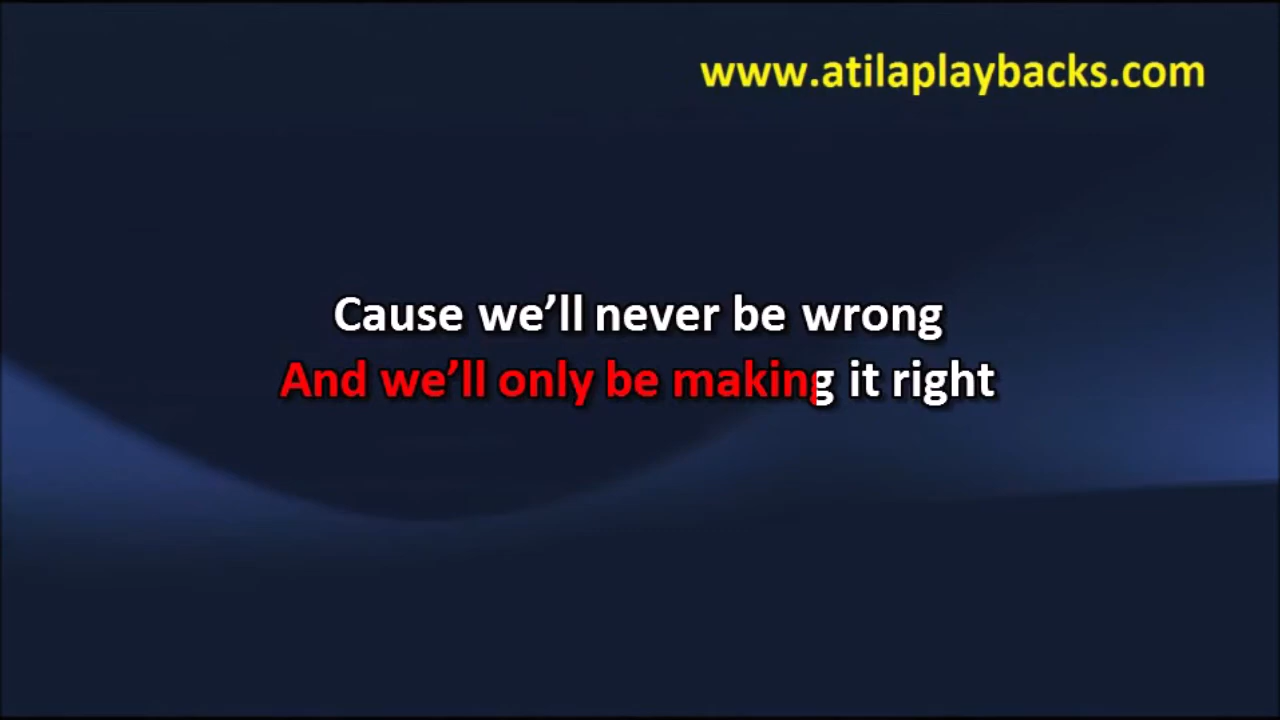 www.atilaplaybacks.com
Cause we’ll never be wrong
And we’ll only be making it right